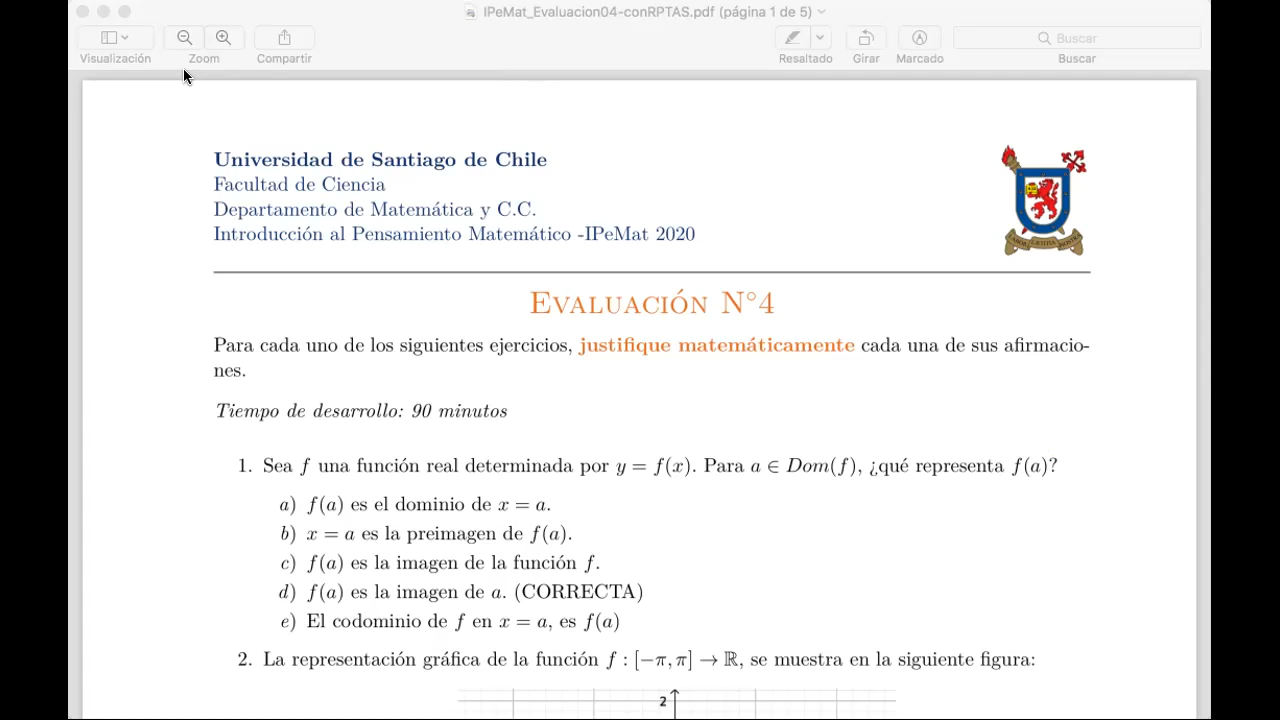 IPeMat_Evaluacion04-conRPTAS.pdf (página 1 de 5)
Visualización Zoom Compartir Resaltado Girar Marcado Buscar
Buscar
Universidad de Santiago de Chile
Facultad de Ciencia
Departamento de Matemática y C.C.
Introducción al Pensamiento Matemático -IPeMat 2020
LABOR LÆTITIA NOSTRA
Evaluación N°4
Para cada uno de los siguientes ejercicios, justifique matemáticamente cada una de sus afirmacio-
nes.
Tiempo de desarrollo: 90 minutos
1. Sea f una función real determinada por y = f(x). Para a ∈ Dom(f), ¿qué representa f(a)?
a) f(a) es el dominio de x = a.
b) x = a es la preimagen de f(a).
c) f(a) es la imagen de la función f.
d) f(a) es la imagen de a. (CORRECTA)
e) El codominio de f en x = a, es f(a)
2. La representación gráfica de la función f : [−π, π] → ℝ, se muestra en la siguiente figura:
2